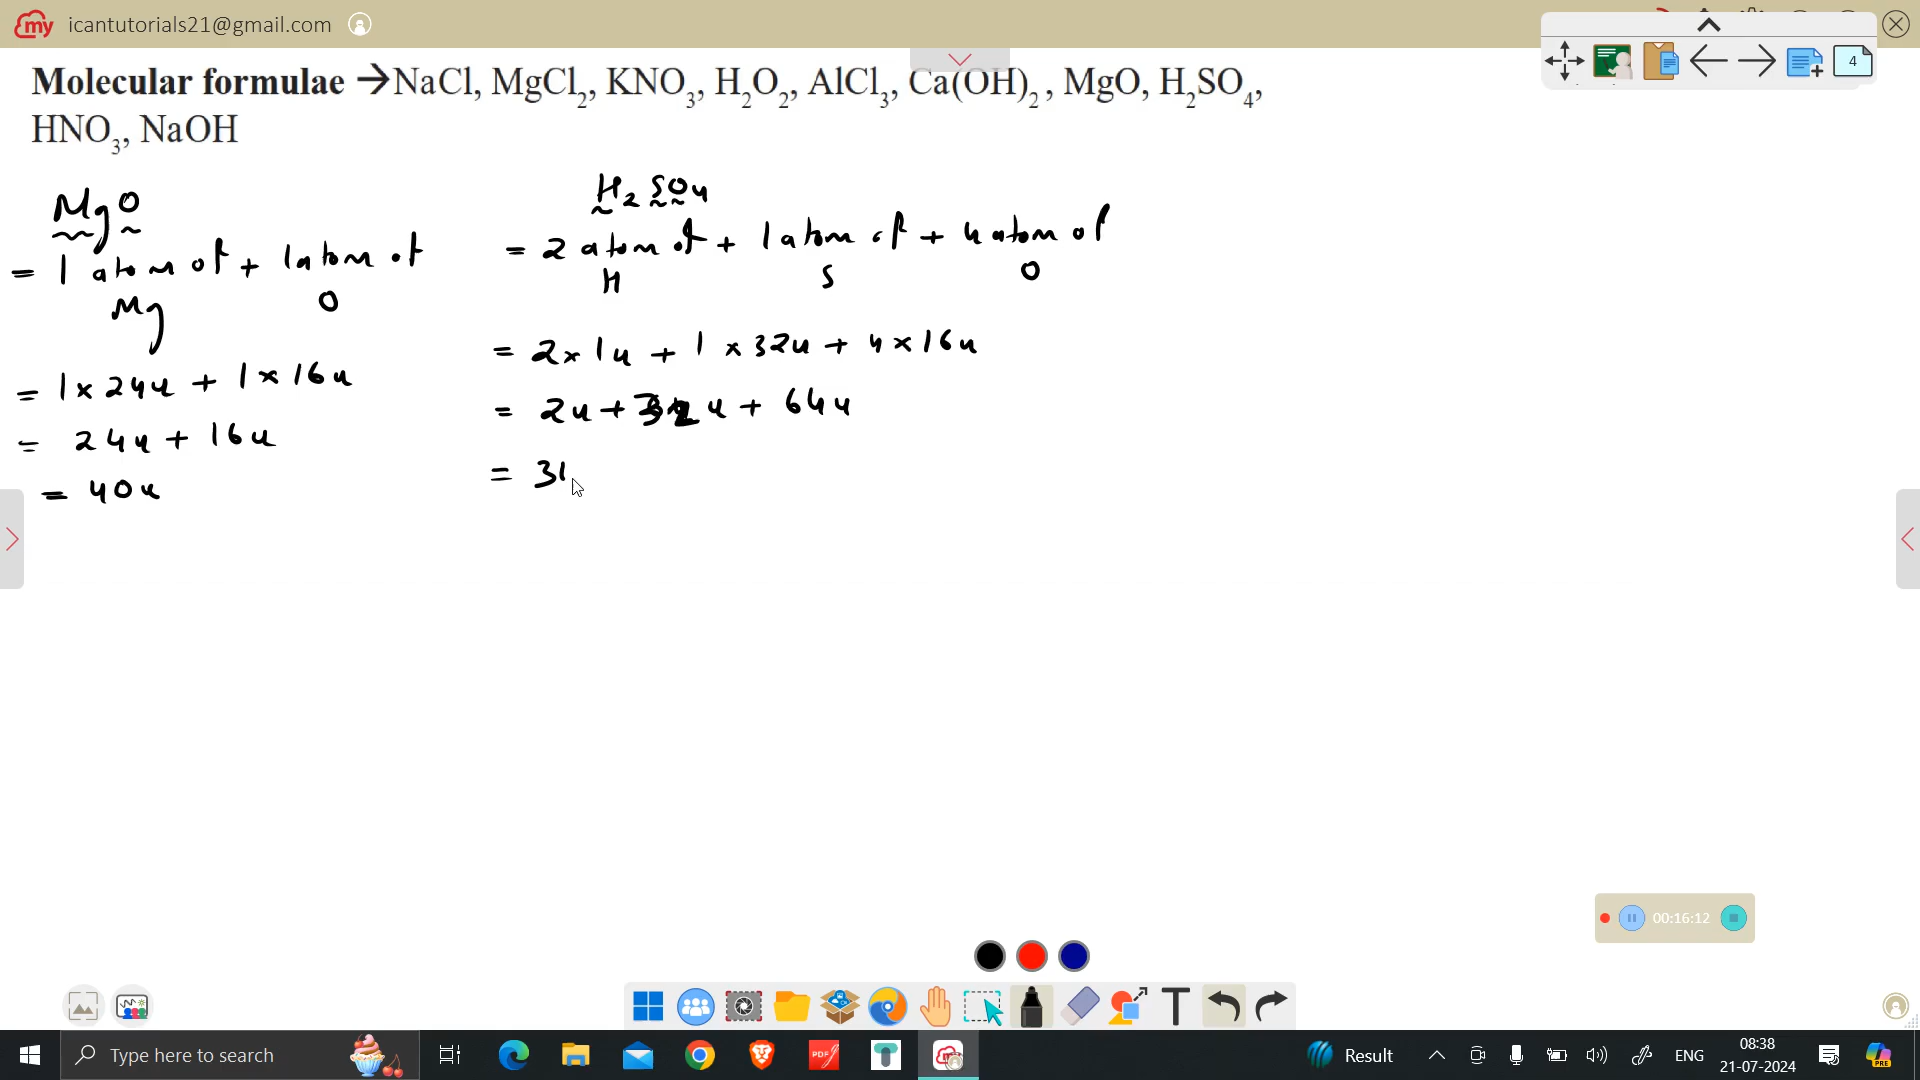 my icantutorials21@gmail.com
4
Molecular formulae →NaCl, MgCl₂, KNO₃, H₂O₂, AlCl₃, Ca(OH)₂ , MgO, H₂SO₄,
HNO₃, NaOH
MgO
= 1 atom of + 1 atom of
Mg O
= 1 × 24u + 1 × 16u
= 24u + 16u
= 40u
H₂SO₄
= 2 atom of + 1 atom of + 4 atom of
H S O
= 2 × 1u + 1 × 32u + 4 × 16u
= 2u + 32u + 64u
= 31
00:16:12
T
Type here to search
PDF
T
Result
ENG
08:38
21-07-2024
PRE